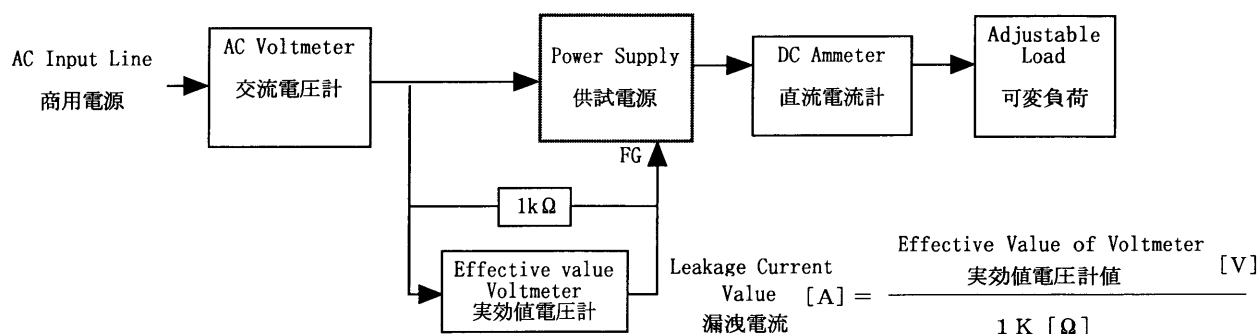 AC Input Line
商用電源
AC Voltmeter
交流電圧計
Power Supply
供試電源
DC Ammeter
直流電流計
Adjustable
Load
可変負荷
FG
1kΩ
Effective value
Voltmeter
実効値電圧計
Leakage Current
Value [A] =
漏洩電流
Effective Value of Voltmeter
実効値電圧計値 [V]
1K [Ω]